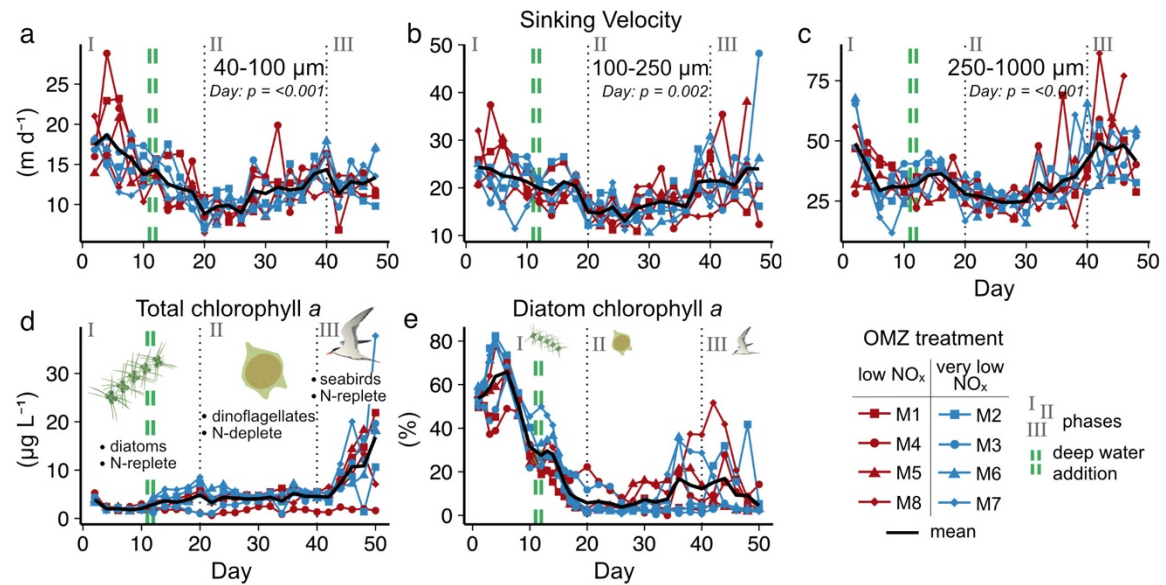 Sinking Velocity
a
I
II
III
40-100 µm
Day: p = <0.001
(m d⁻¹)
25
20
15
10
0
10
20
30
40
50
b
I
II
III
100-250 µm
Day: p = 0.002
50
40
30
20
10
0
10
20
30
40
50
c
I
II
III
250-1000 µm
Day: p = <0.001
75
50
25
0
10
20
30
40
50
Day
d
Total chlorophyll a
I
II
III
• diatoms
• N-replete
• dinoflagellates
• N-deplete
• seabirds
• N-replete
(µg L⁻¹)
40
30
20
10
0
0
10
20
30
40
50
Day
e
Diatom chlorophyll a
I
II
III
(%)
80
60
40
20
0
0
10
20
30
40
50
Day
OMZ treatment
low NOₓ
very low NOₓ
M1
M2
M4
M3
M5
M6
M8
M7
mean
I II III phases
deep water
addition